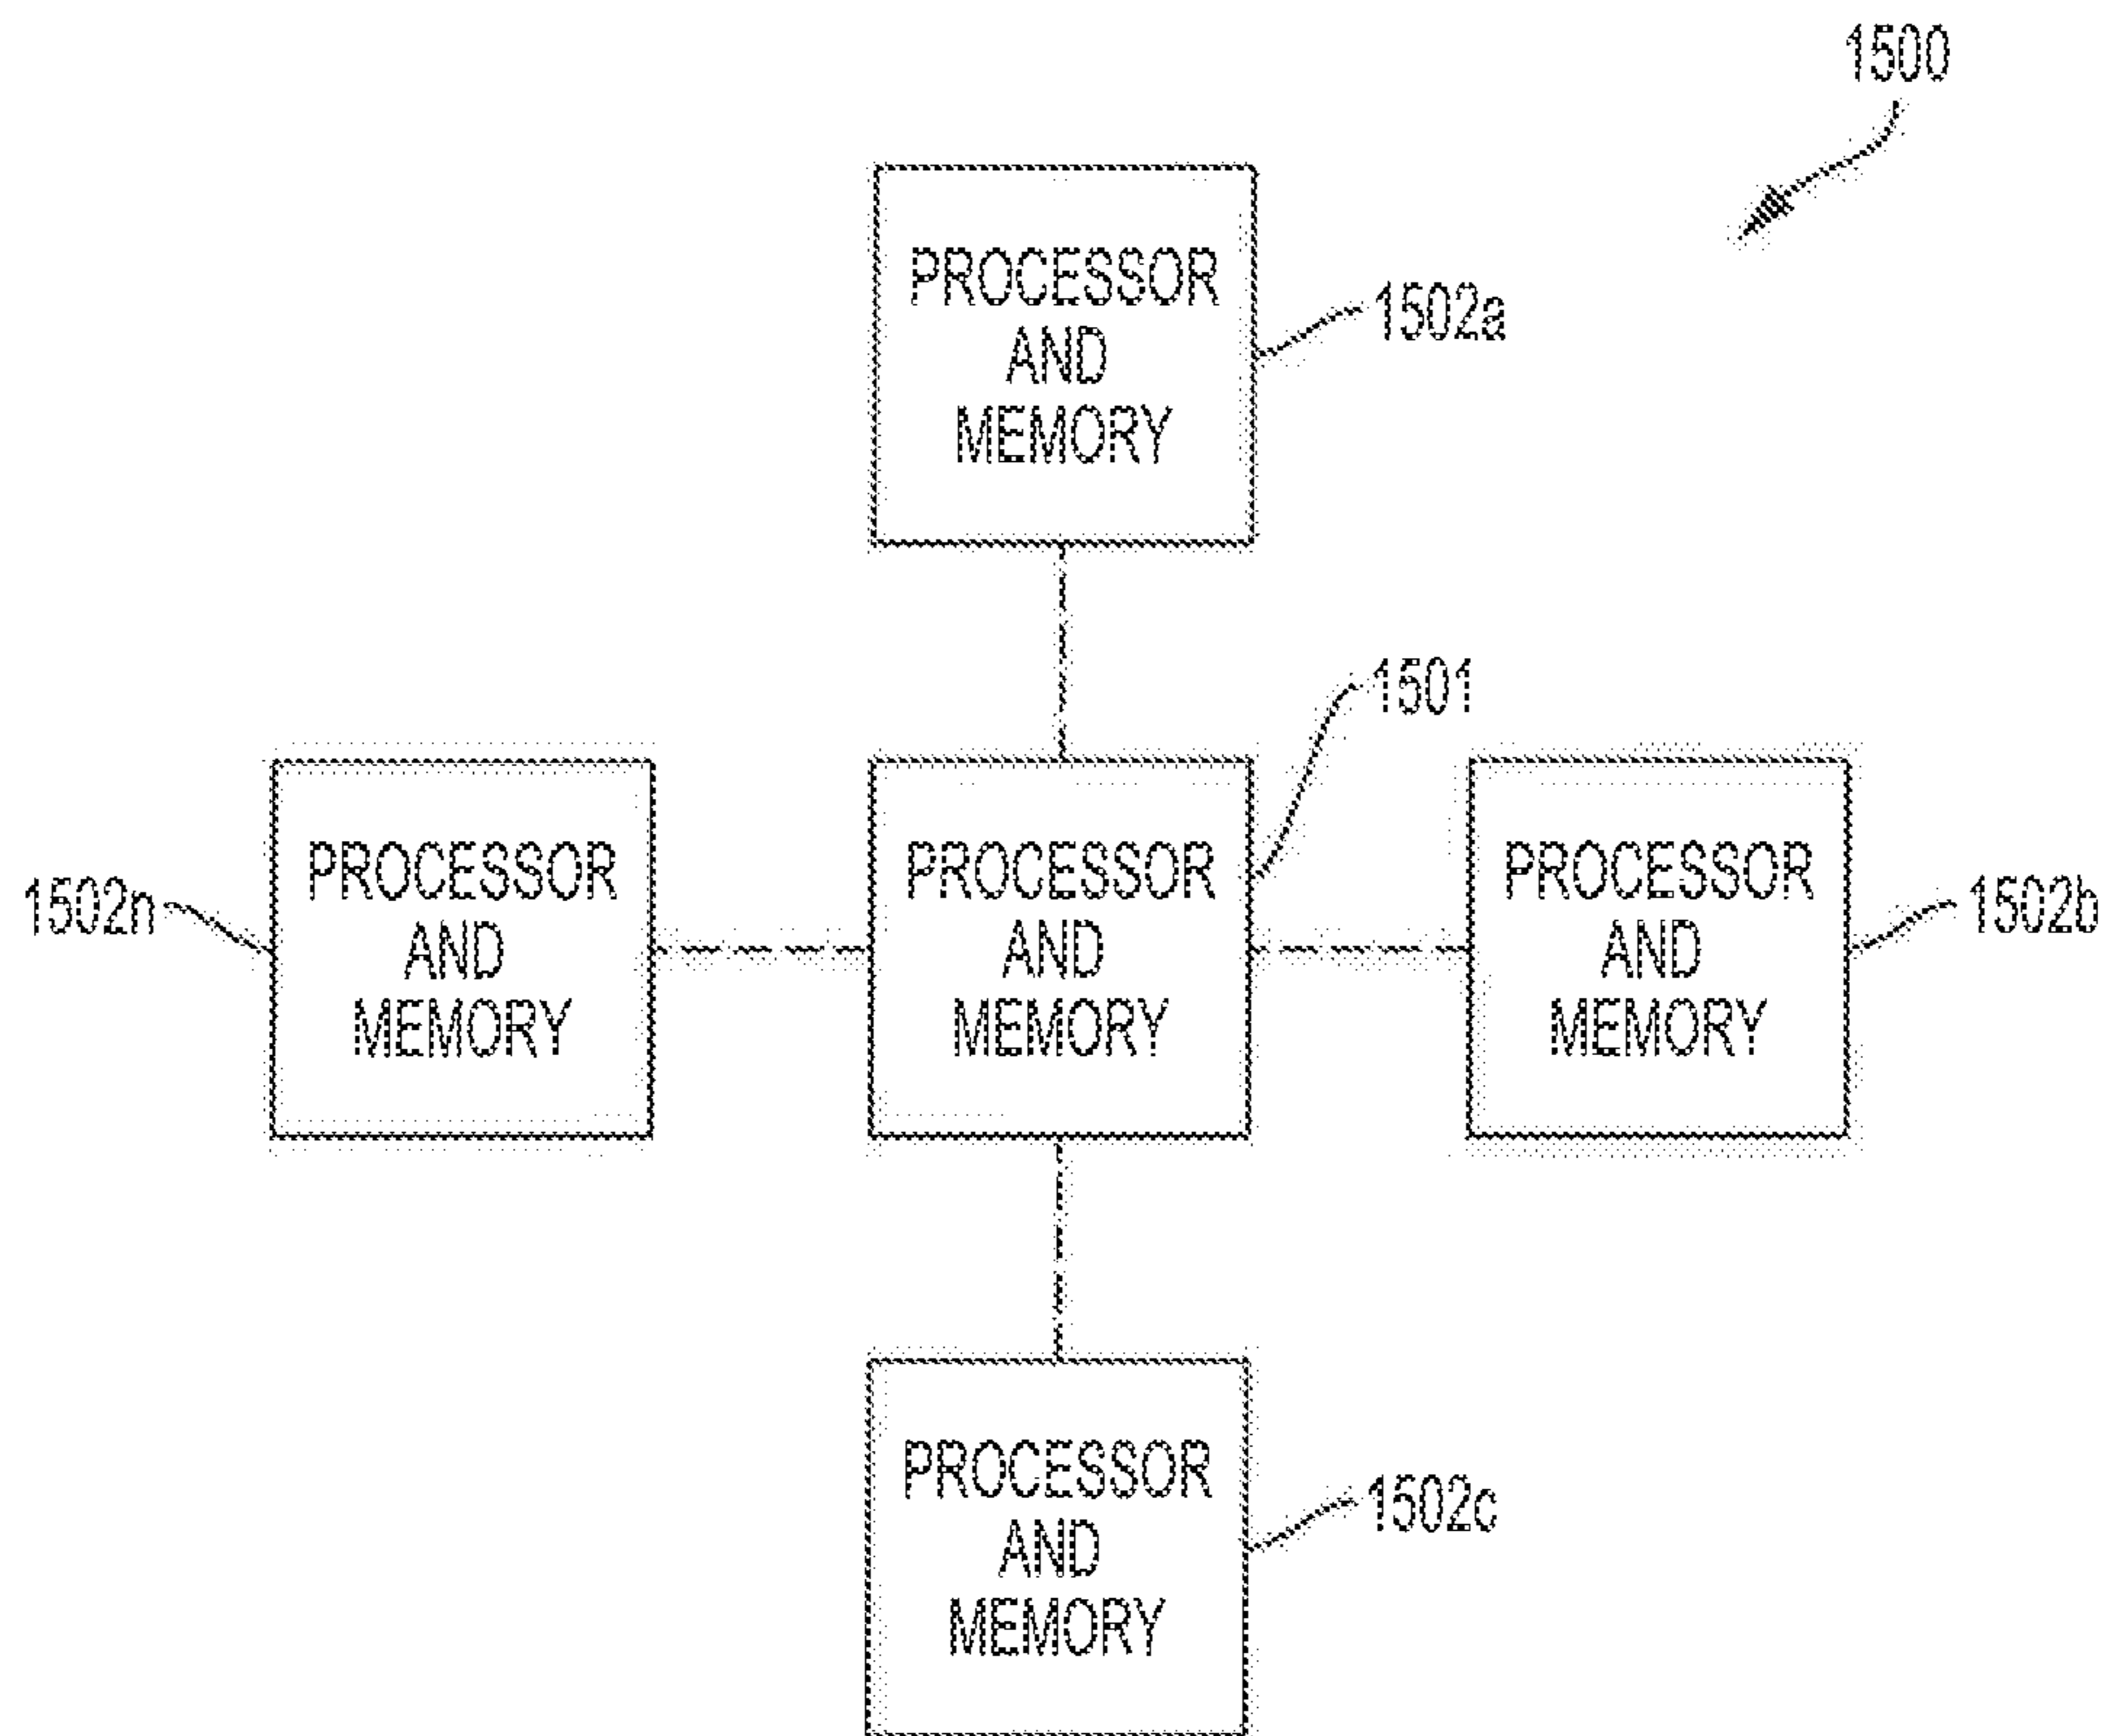 1500
PROCESSOR
AND
MEMORY
1502a
1501
PROCESSOR
AND
MEMORY
1502n
PROCESSOR
AND
MEMORY
PROCESSOR
AND
MEMORY
1502b
PROCESSOR
AND
MEMORY
1502c